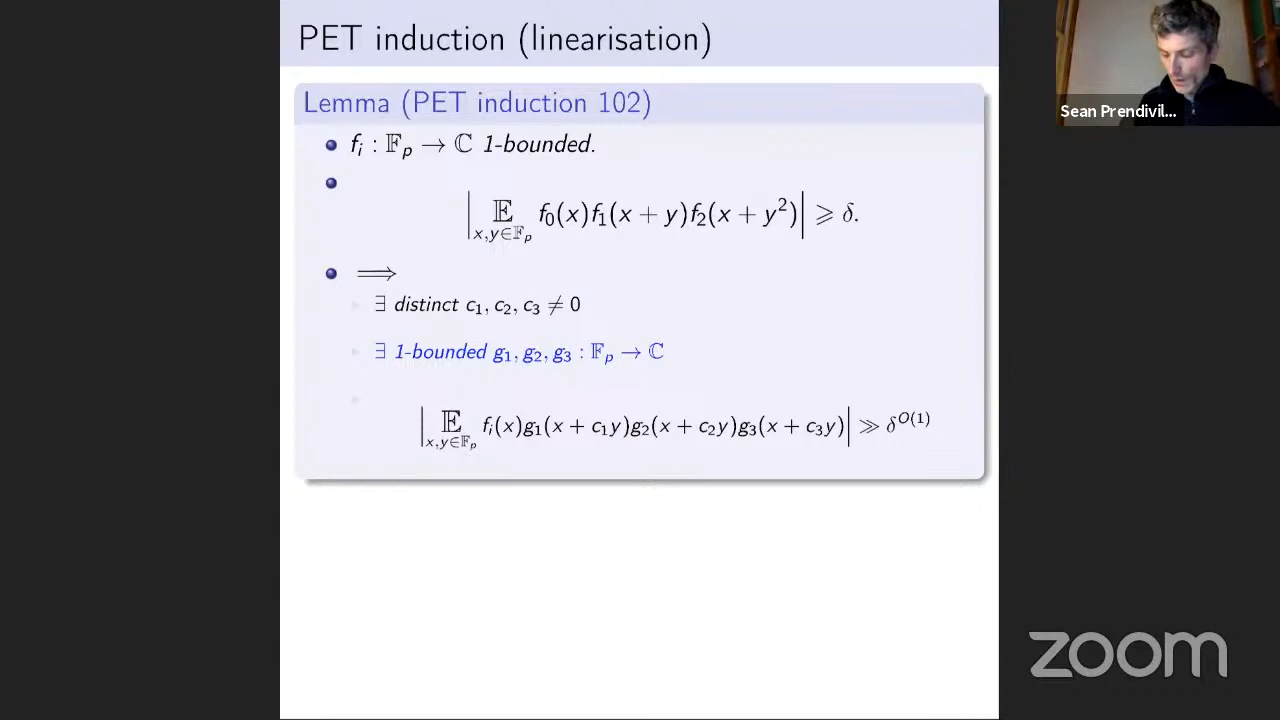 PET induction (linearisation)
Lemma (PET induction 102)
f_i : 𝔽_p → ℂ 1-bounded.
|𝔼_{x,y∈𝔽_p} f_0(x)f_1(x + y)f_2(x + y^2)| ⩾ δ.
⟹
∃ distinct c_1, c_2, c_3 ≠ 0
∃ 1-bounded g_1, g_2, g_3 : 𝔽_p → ℂ
|𝔼_{x,y∈𝔽_p} f_i(x)g_1(x + c_1y)g_2(x + c_2y)g_3(x + c_3y)| ≫ δ^{O(1)}
Sean Prendivil...
zoom